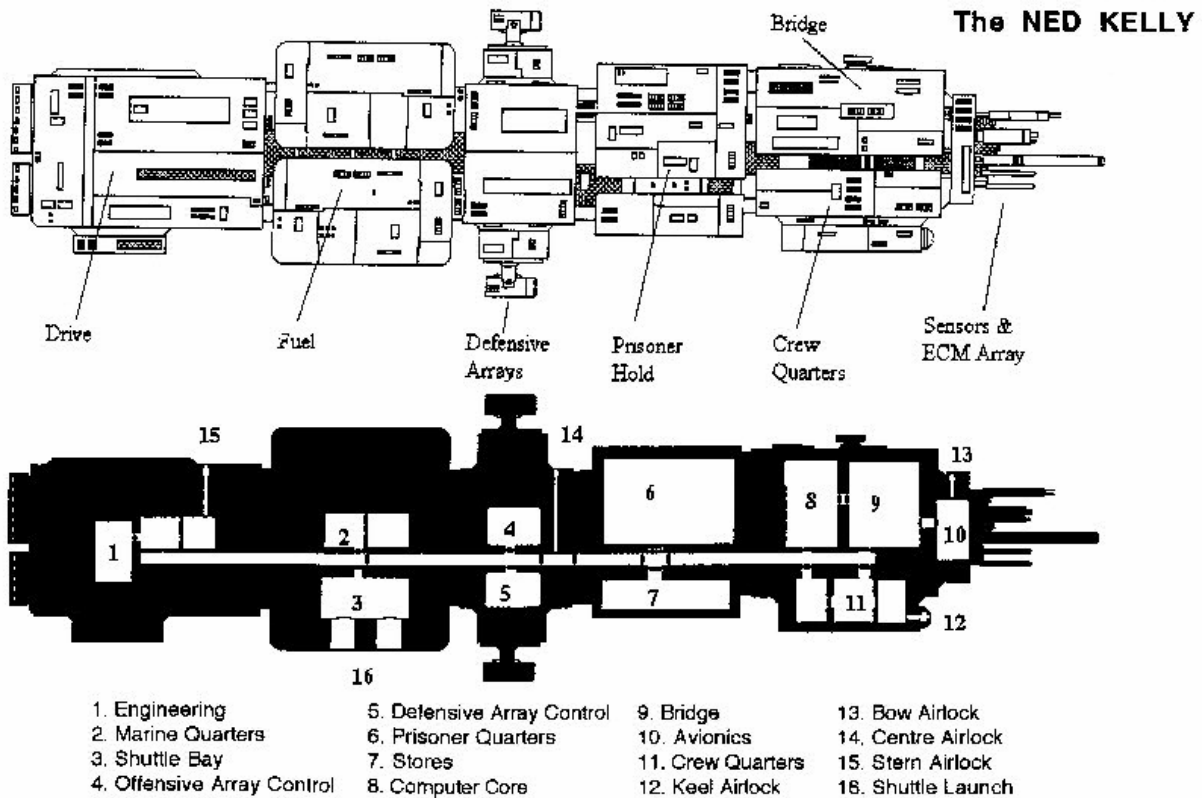 The NED KELLY
Bridge
Drive
Fuel
Defensive
Arrays
Prisoner
Hold
Crew
Quarters
Sensors &
ECM Array
15
14
13
6
8
9
2
4
10
1
3
5
7
11
12
16
1. Engineering
2. Marine Quarters
3. Shuttle Bay
4. Offensive Array Control
5. Defensive Array Control
6. Prisoner Quarters
7. Stores
8. Computer Core
9. Bridge
10. Avionics
11. Crew Quarters
12. Keel Airlock
13. Bow Airlock
14. Centre Airlock
15. Stern Airlock
16. Shuttle Launch